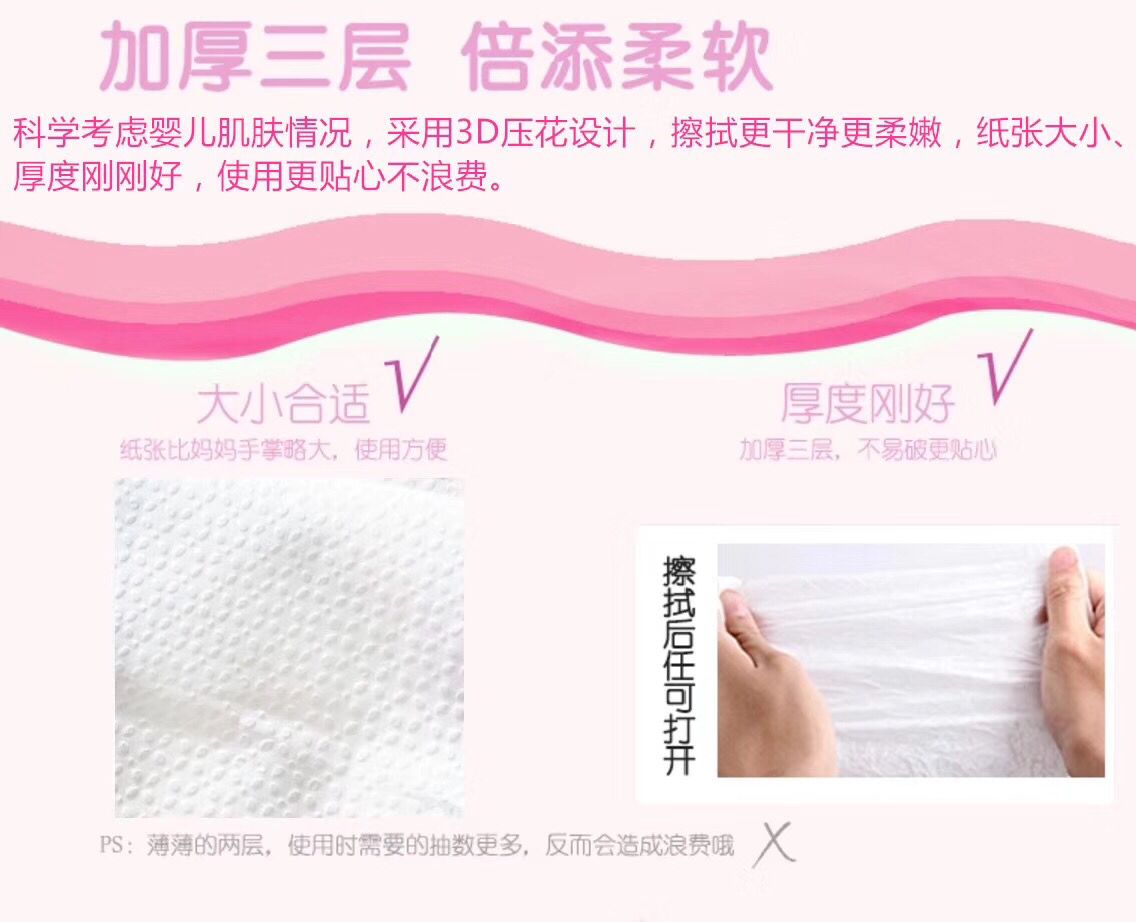 加厚三层 倍添柔软
科学考虑婴儿肌肤情况，采用3D压花设计，擦拭更干净更柔嫩，纸张大小、
厚度刚刚好，使用更贴心不浪费。
大小合适
纸张比妈妈手掌略大，使用方便
厚度刚好
加厚三层，不易破更贴心
擦拭后任可打开
PS：薄薄的两层，使用时需要的抽数更多，反而会造成浪费哦